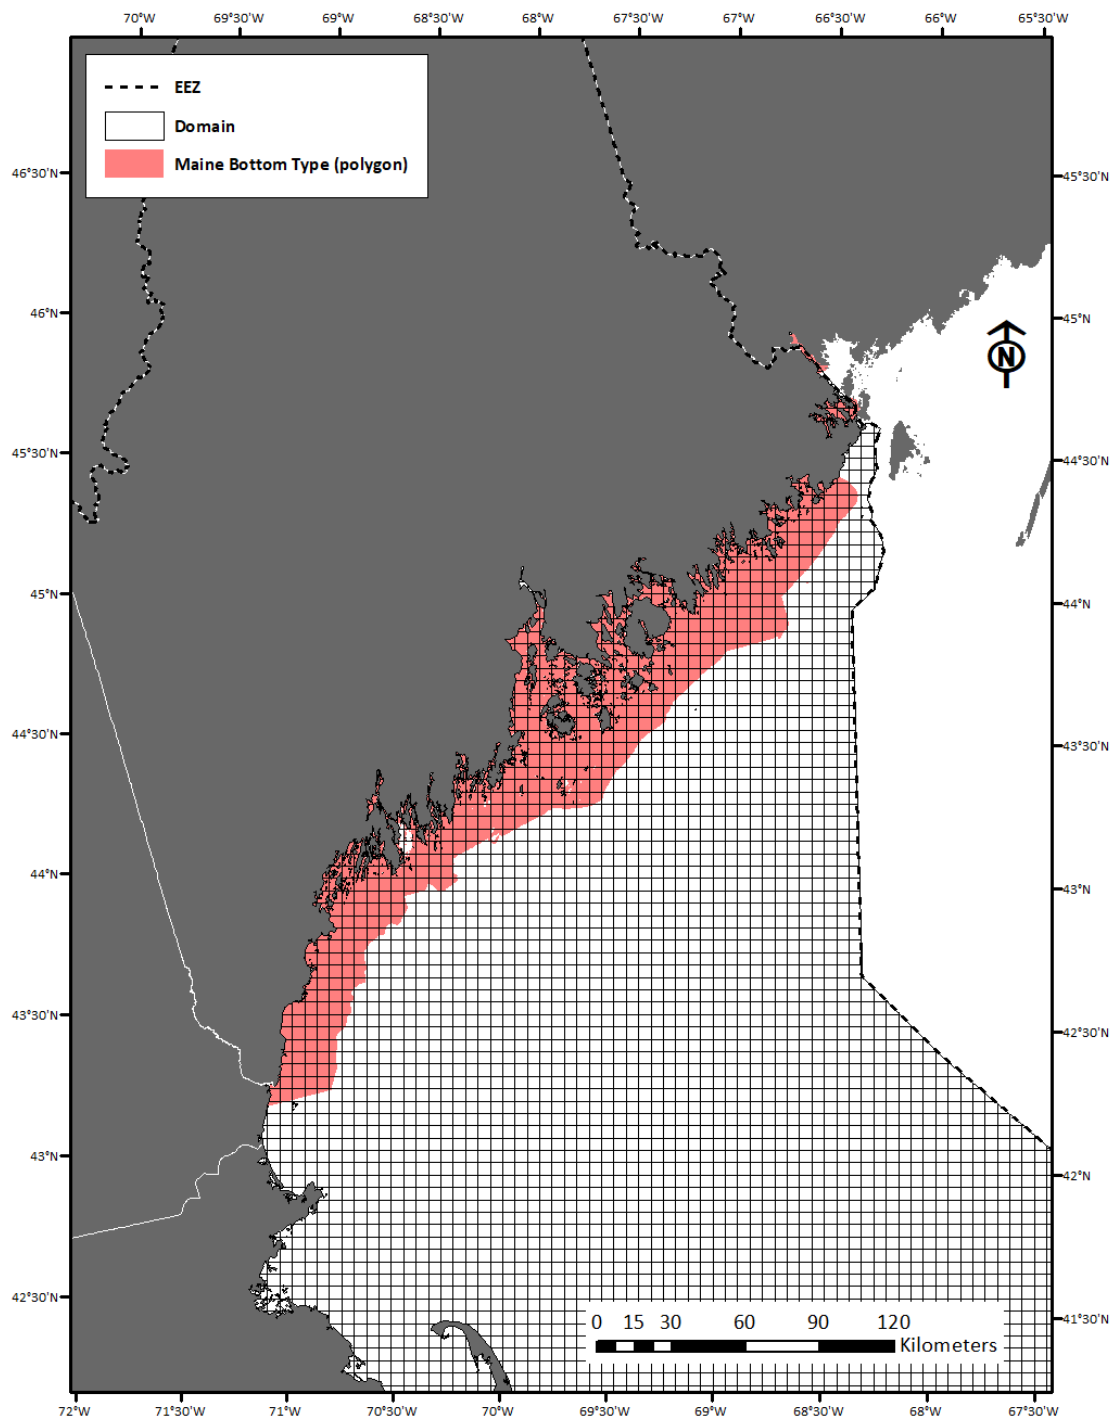 70°W 69°30'W 69°W 68°30'W 68°W 67°30'W 67°W 66°30'W 66°W 65°30'W
EEZ
Domain
Maine Bottom Type (polygon)
46°30'N 45°30'N
46°N 45°N
N
45°30'N 44°30'N
45°N 44°N
44°30'N 43°30'N
44°N 43°N
43°30'N 42°30'N
43°N 42°N
42°30'N 41°30'N
0 15 30 60 90 120
Kilometers
72°W 71°30'W 71°W 70°30'W 70°W 69°30'W 69°W 68°30'W 68°W 67°30'W